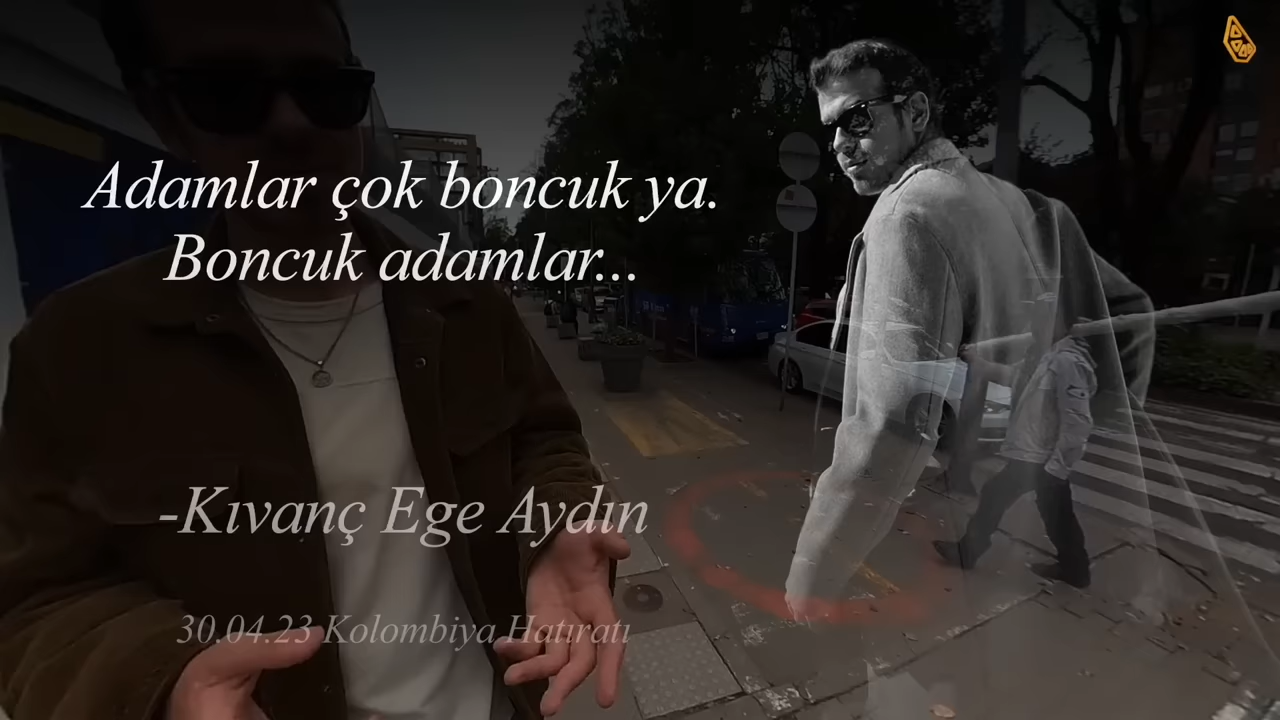 Adamlar çok boncuk ya.
Boncuk adamlar...
-Kıvanç Ege Aydın
30.04.23 Kolombiya Hatıratı